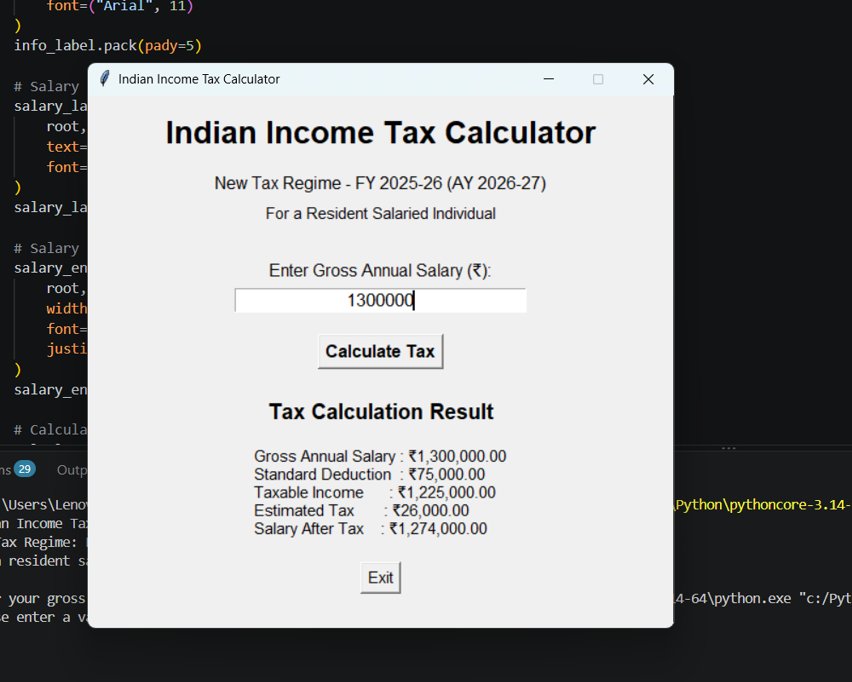 font=("Arial", 11)
)
info_label.pack(pady=5)
Indian Income Tax Calculator
# Salary
salary_la
root,
text=
font=
)
salary_la
# Salary
salary_en
root,
width
font=
justi
)
salary_en
# Calcula
Indian Income Tax Calculator
New Tax Regime - FY 2025-26 (AY 2026-27)
For a Resident Salaried Individual
Enter Gross Annual Salary (₹):
1300000
Calculate Tax
Tax Calculation Result
Gross Annual Salary : ₹1,300,000.00
Standard Deduction : ₹75,000.00
Taxable Income : ₹1,225,000.00
Estimated Tax : ₹26,000.00
Salary After Tax : ₹1,274,000.00
Exit
ms 29 Outp
\Users\Leno
\Python\pythoncore-3.14-
n Income Ta
ax Regime:
resident sa
your gross
4-64\python.exe "c:/Pyt
se enter a va